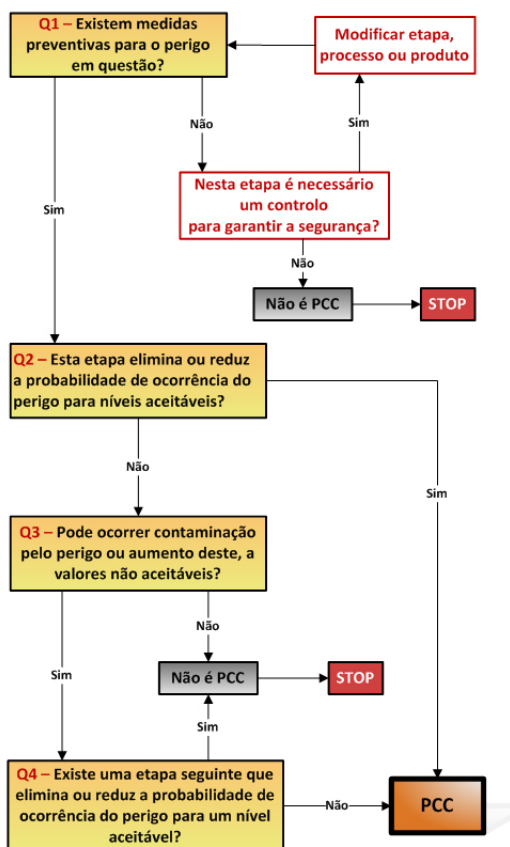 Q1 – Existem medidas
preventivas para o perigo
em questão?
Modificar etapa,
processo ou produto
Não
Sim
Nesta etapa é necessário
um controlo
para garantir a segurança?
Sim
Não
Não é PCC
STOP
Q2 – Esta etapa elimina ou reduz
a probabilidade de ocorrência do
perigo para níveis aceitáveis?
Não
Sim
Q3 – Pode ocorrer contaminação
pelo perigo ou aumento deste, a
valores não aceitáveis?
Não
Sim
Não é PCC
STOP
Sim
Q4 – Existe uma etapa seguinte que
elimina ou reduz a probabilidade de
ocorrência do perigo para um nível
aceitável?
Não
PCC